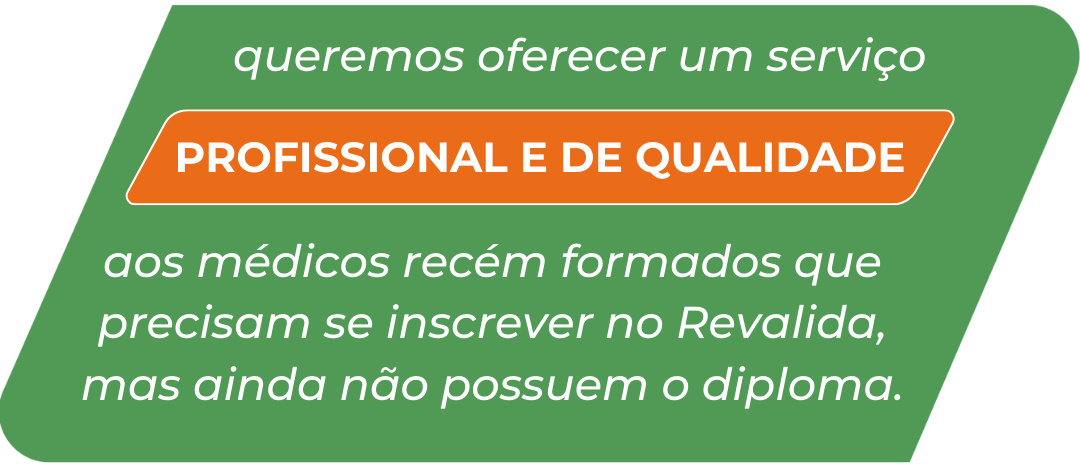 queremos oferecer um serviço
PROFISSIONAL E DE QUALIDADE
aos médicos recém formados que
precisam se inscrever no Revalida,
mas ainda não possuem o diploma.